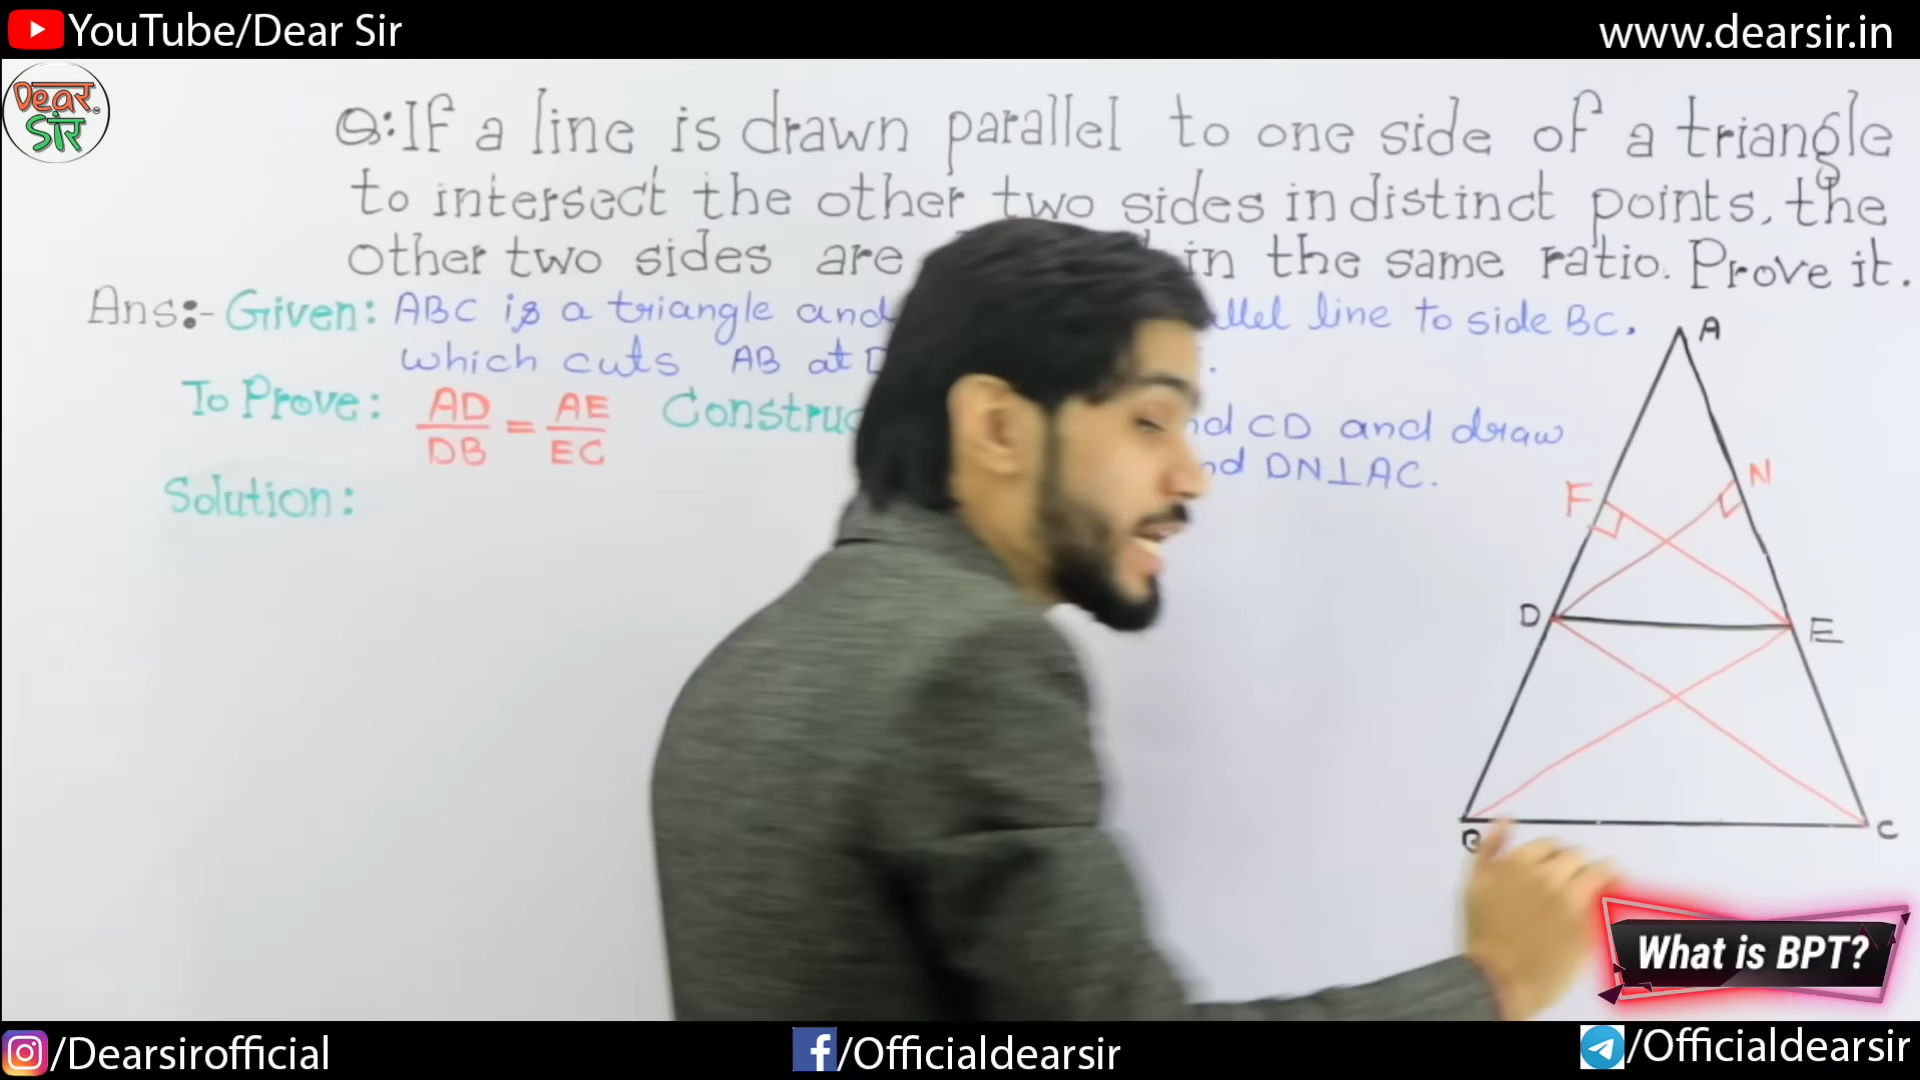 YouTube/Dear Sir
www.dearsir.in
Dear
सर
Q: If a line is drawn parallel to one side of a triangle
to intersect the other two sides in distinct points, the
other two sides are in the same ratio. Prove it.
Ans:- Given: ABC is a triangle and llel line to side BC.
which cuts AB at D
To Prove: AD/DB = AE/EC Construc nd CD and draw
nd DN⊥AC.
Solution:
A
F
N
D
E
B
C
What is BPT?
/Dearsirofficial
/Officialdearsir
/Officialdearsir